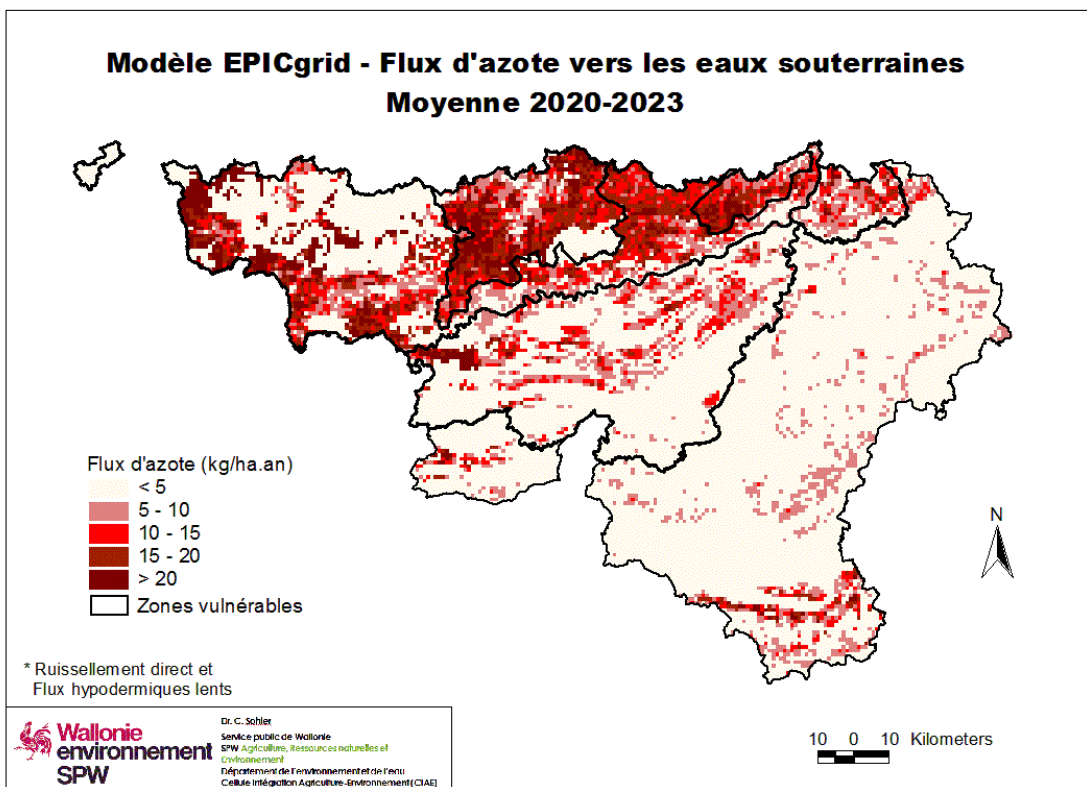 Modèle EPICgrid - Flux d'azote vers les eaux souterraines
Moyenne 2020-2023
Flux d'azote (kg/ha.an)
< 5
5 - 10
10 - 15
15 - 20
> 20
Zones vulnérables
N
* Ruissellement direct et
Flux hypodermiques lents
10 0 10 Kilometers
Wallonie
environnement
SPW
Dr. C. Sohier
Service public de Wallonie
SPW Agriculture, Ressources naturelles et
Environnement
Département de l'environnement et de l'eau
Cellule Intégration Agriculture-Environnement (CIAE)